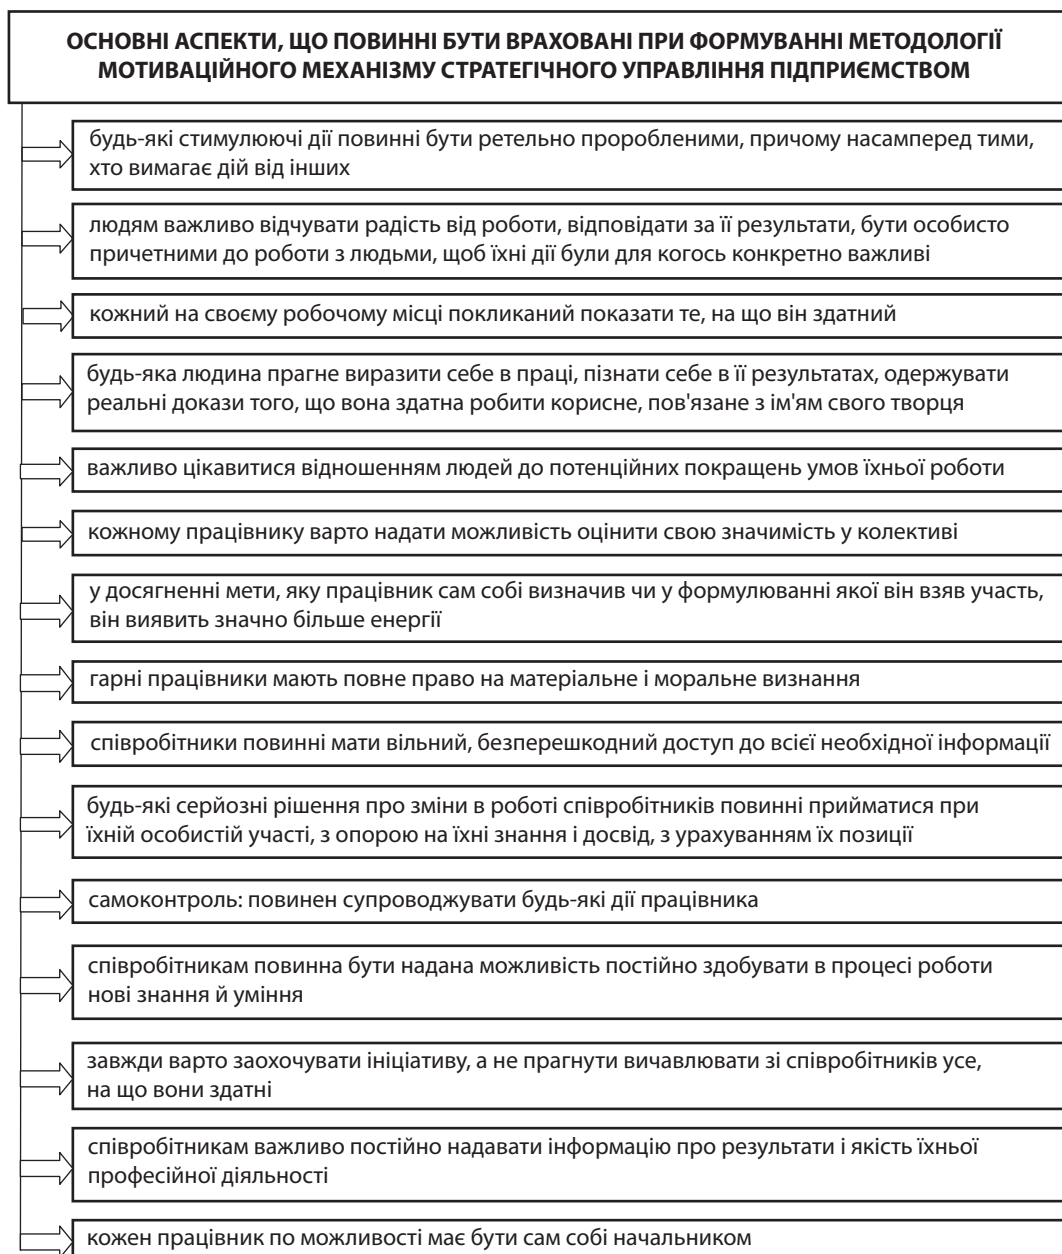 ОСНОВНІ АСПЕКТИ, ЩО ПОВИННІ БУТИ ВРАХОВАНІ ПРИ ФОРМУВАННІ МЕТОДОЛОГІЇ
МОТИВАЦІЙНОГО МЕХАНІЗМУ СТРАТЕГІЧНОГО УПРАВЛІННЯ ПІДПРИЄМСТВОМ
будь-які стимулюючі дії повинні бути ретельно проробленими, причому насамперед тими,
хто вимагає дій від інших
людям важливо відчувати радість від роботи, відповідати за її результати, бути особисто
причетними до роботи з людьми, щоб їхні дії були для когось конкретно важливі
кожний на своєму робочому місці покликаний показати те, на що він здатний
будь-яка людина прагне виразити себе в праці, пізнати себе в її результатах, одержувати
реальні докази того, що вона здатна робити корисне, пов'язане з ім'ям свого творця
важливо цікавитися відношенням людей до потенційних покращень умов їхньої роботи
кожному працівнику варто надати можливість оцінити свою значимість у колективі
у досягненні мети, яку працівник сам собі визначив чи у формулюванні якої він взяв участь,
він виявить значно більше енергії
гарні працівники мають повне право на матеріальне і моральне визнання
співробітники повинні мати вільний, безперешкодний доступ до всієї необхідної інформації
будь-які серйозні рішення про зміни в роботі співробітників повинні прийматися при
їхній особистій участі, з опорою на їхні знання і досвід, з урахуванням їх позиції
самоконтроль: повинен супроводжувати будь-які дії працівника
співробітникам повинна бути надана можливість постійно здобувати в процесі роботи
нові знання й уміння
завжди варто заохочувати ініціативу, а не прагнути вичавлювати зі співробітників усе,
на що вони здатні
співробітникам важливо постійно надавати інформацію про результати і якість їхньої
професійної діяльності
кожен працівник по можливості має бути сам собі начальником